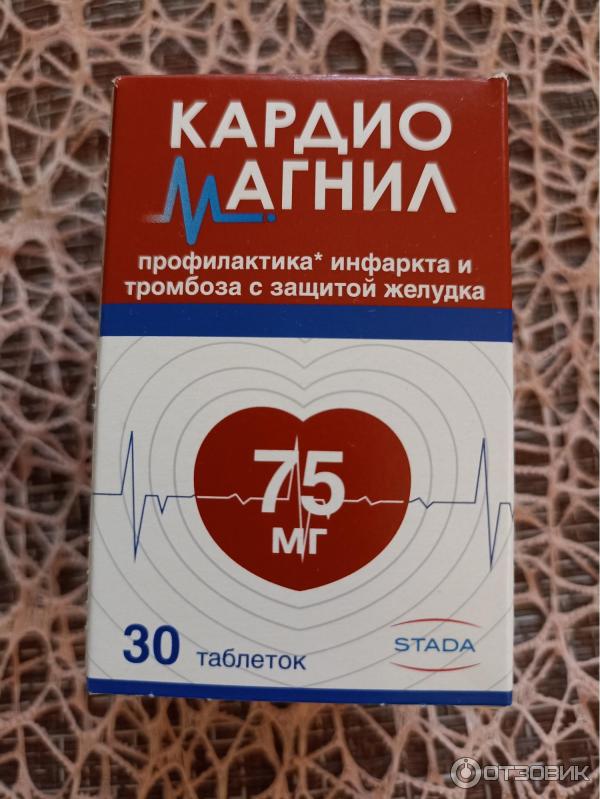 КАРДИО
МАГНИЛ
профилактика* инфаркта и
тромбоза с защитой желудка
75
мг
30 таблеток
STADA
ОТЗОВИК